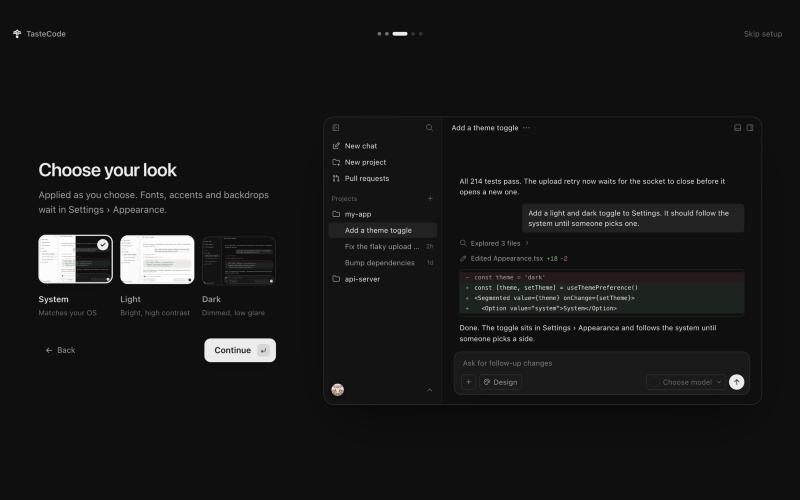 TasteCode
Skip setup
Choose your look
Applied as you choose. Fonts, accents and backdrops
wait in Settings › Appearance.
System
Matches your OS
Light
Bright, high contrast
Dark
Dimmed, low glare
← Back
Continue
New chat
New project
Pull requests
Projects
my-app
Add a theme toggle
Fix the flaky upload ... 2h
Bump dependencies 1d
api-server
Add a theme toggle ···
All 214 tests pass. The upload retry now waits for the socket to close before it
opens a new one.
Add a light and dark toggle to Settings. It should follow the
system until someone picks one.
Explored 3 files ›
Edited Appearance.tsx +18 -2
- const theme = 'dark'
+ const [theme, setTheme] = useThemePreference()
+ <Segmented value={theme} onChange={setTheme}>
+ <Option value="system">System</Option>
Done. The toggle sits in Settings › Appearance and follows the system until
someone picks a side.
Ask for follow-up changes
+ Design
Choose model